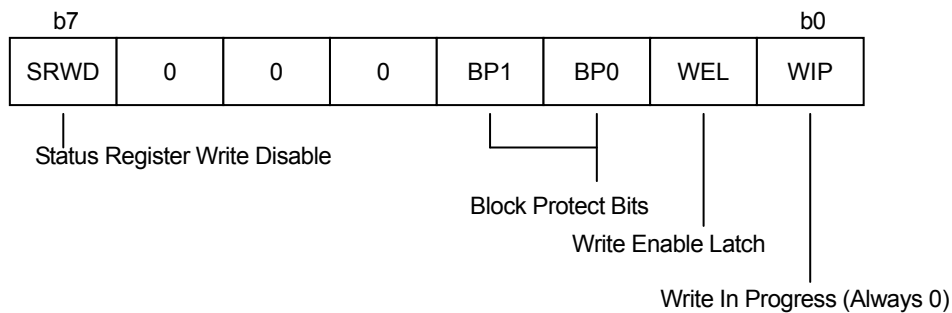 b7 b0
SRWD 0 0 0 BP1 BP0 WEL WIP
Status Register Write Disable
Block Protect Bits
Write Enable Latch
Write In Progress (Always 0)